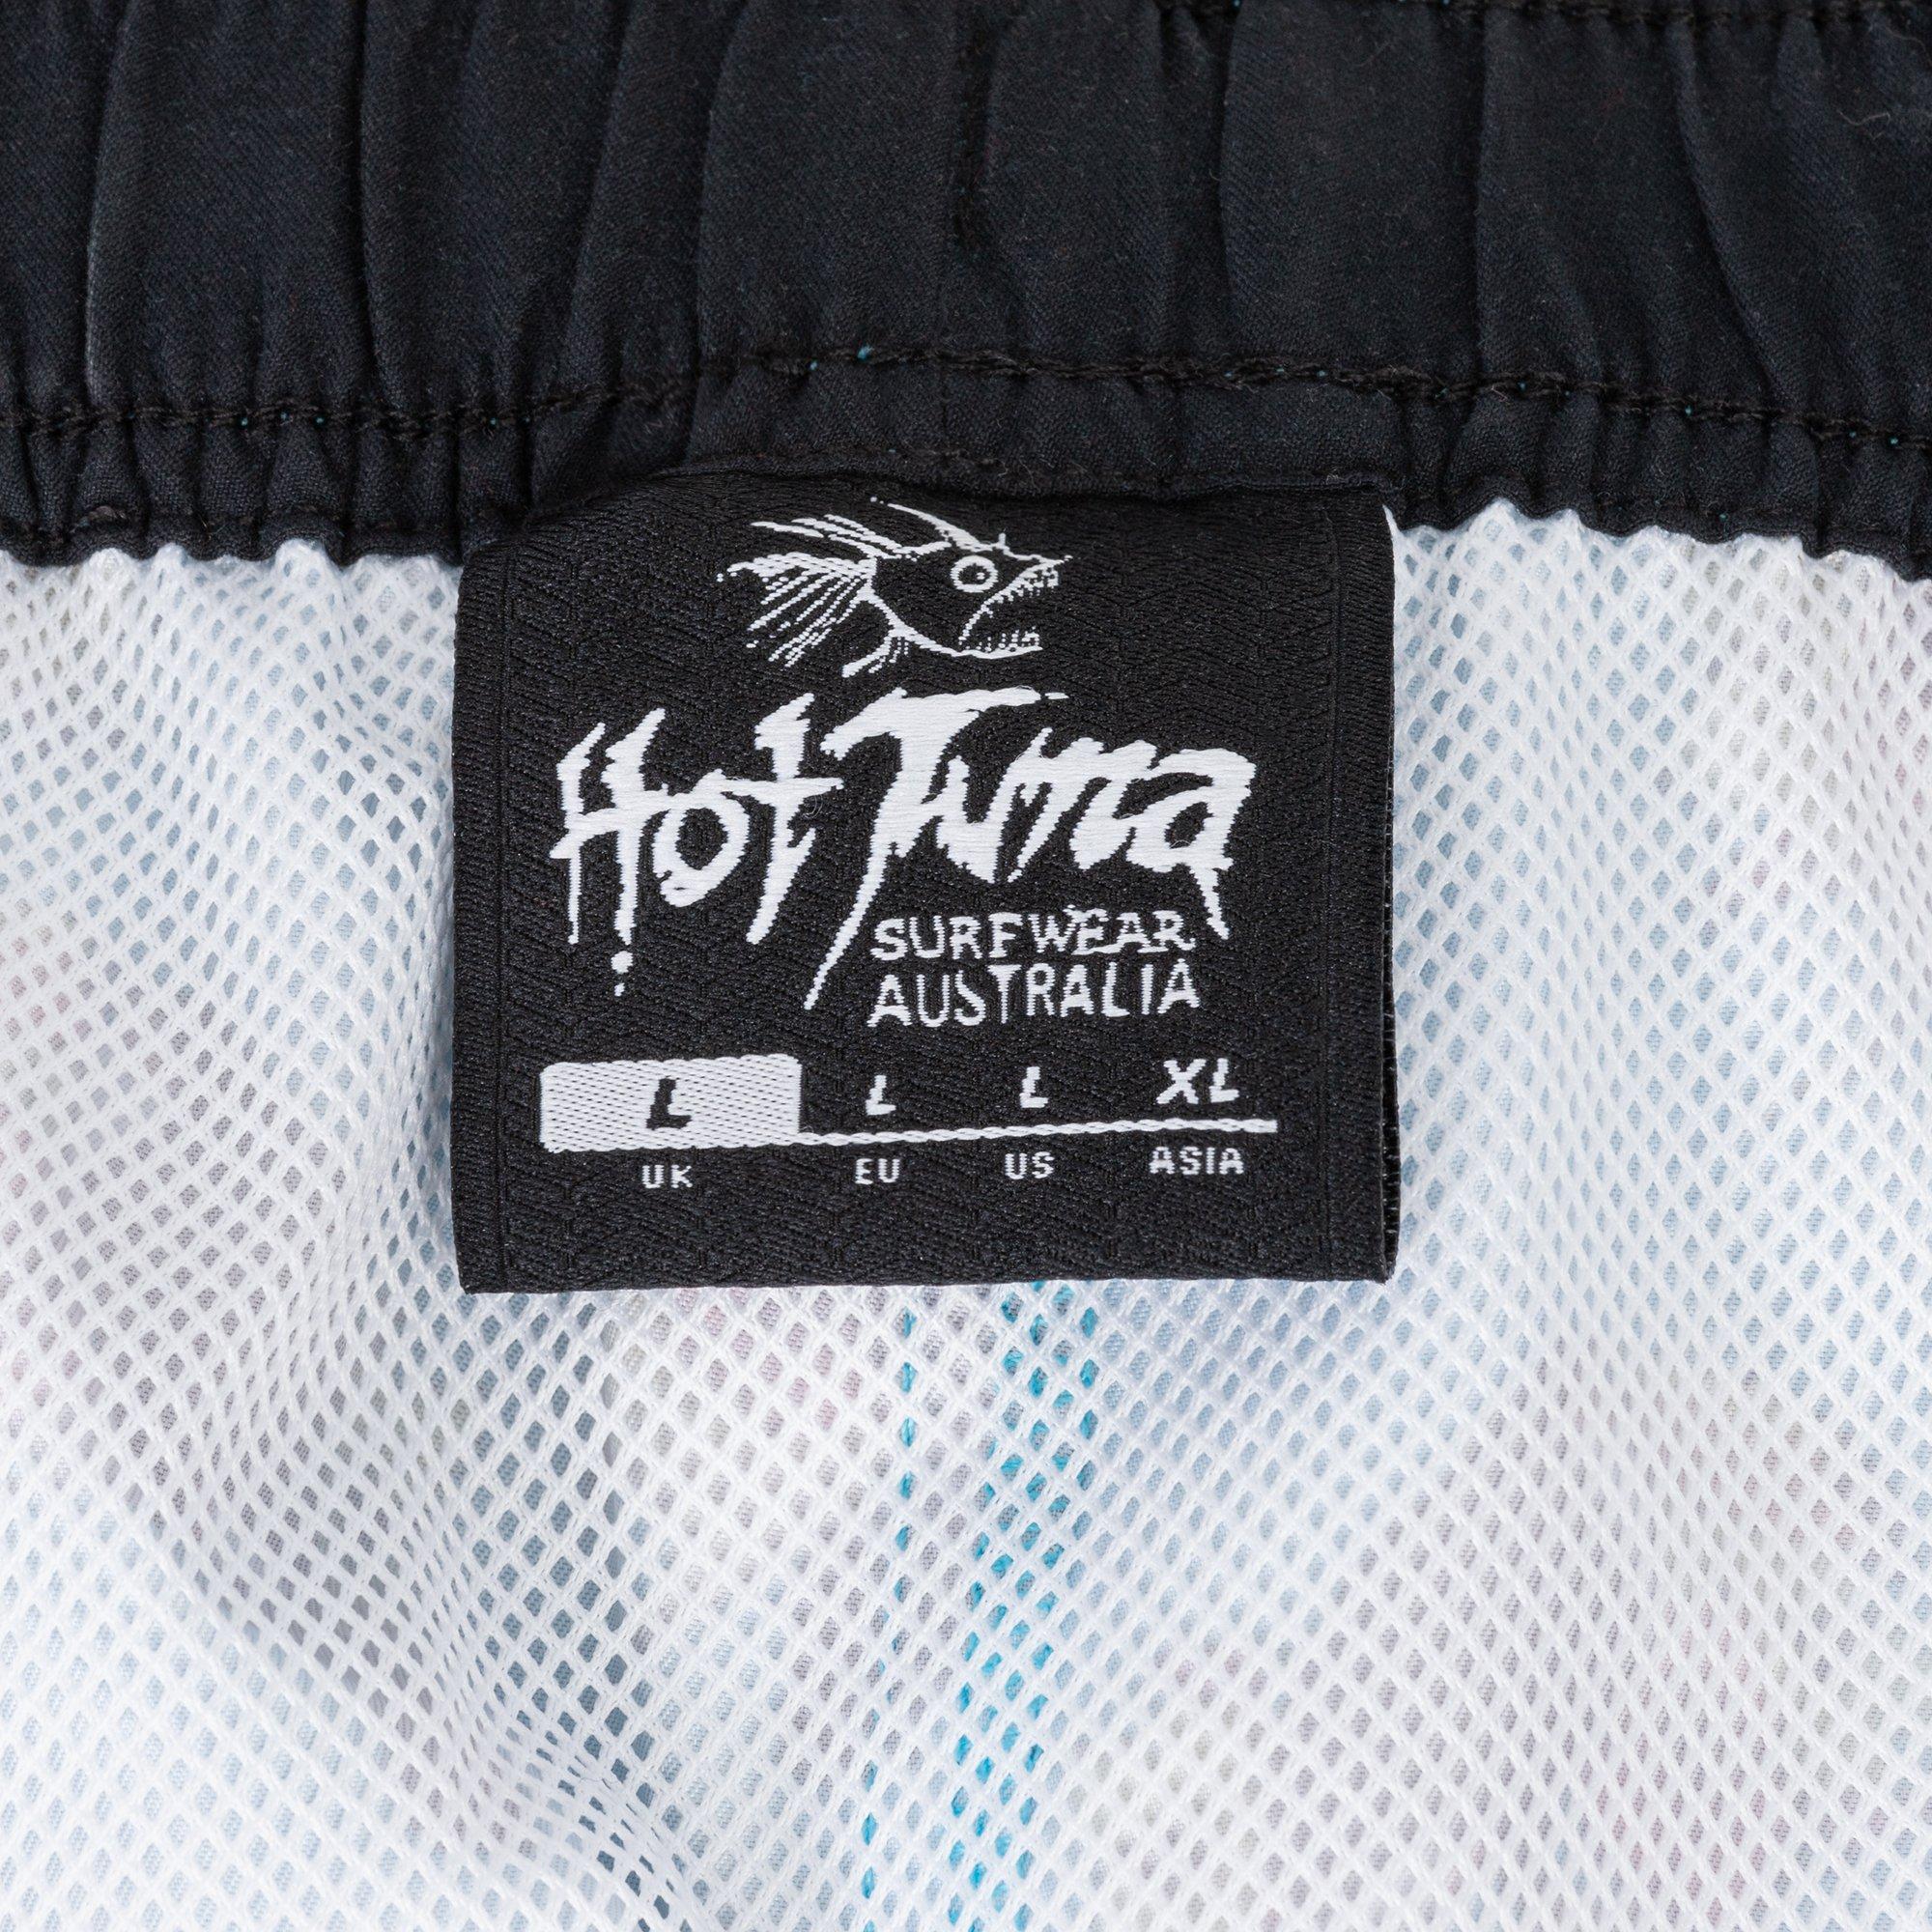 Hot Tuna
SURFWEAR
AUSTRALIA
L L L XL
UK EU US ASIA